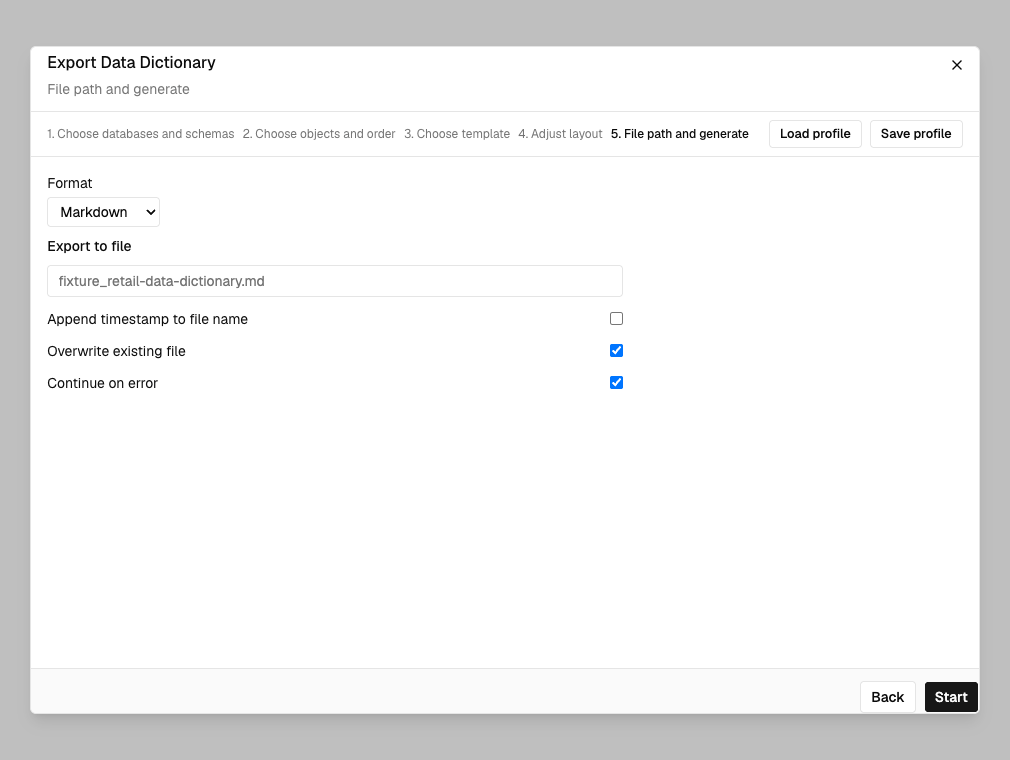 Export Data Dictionary
File path and generate
1. Choose databases and schemas 2. Choose objects and order 3. Choose template 4. Adjust layout 5. File path and generate Load profile Save profile
Format
Markdown
Export to file
fixture_retail-data-dictionary.md
Append timestamp to file name
Overwrite existing file
Continue on error
Back Start